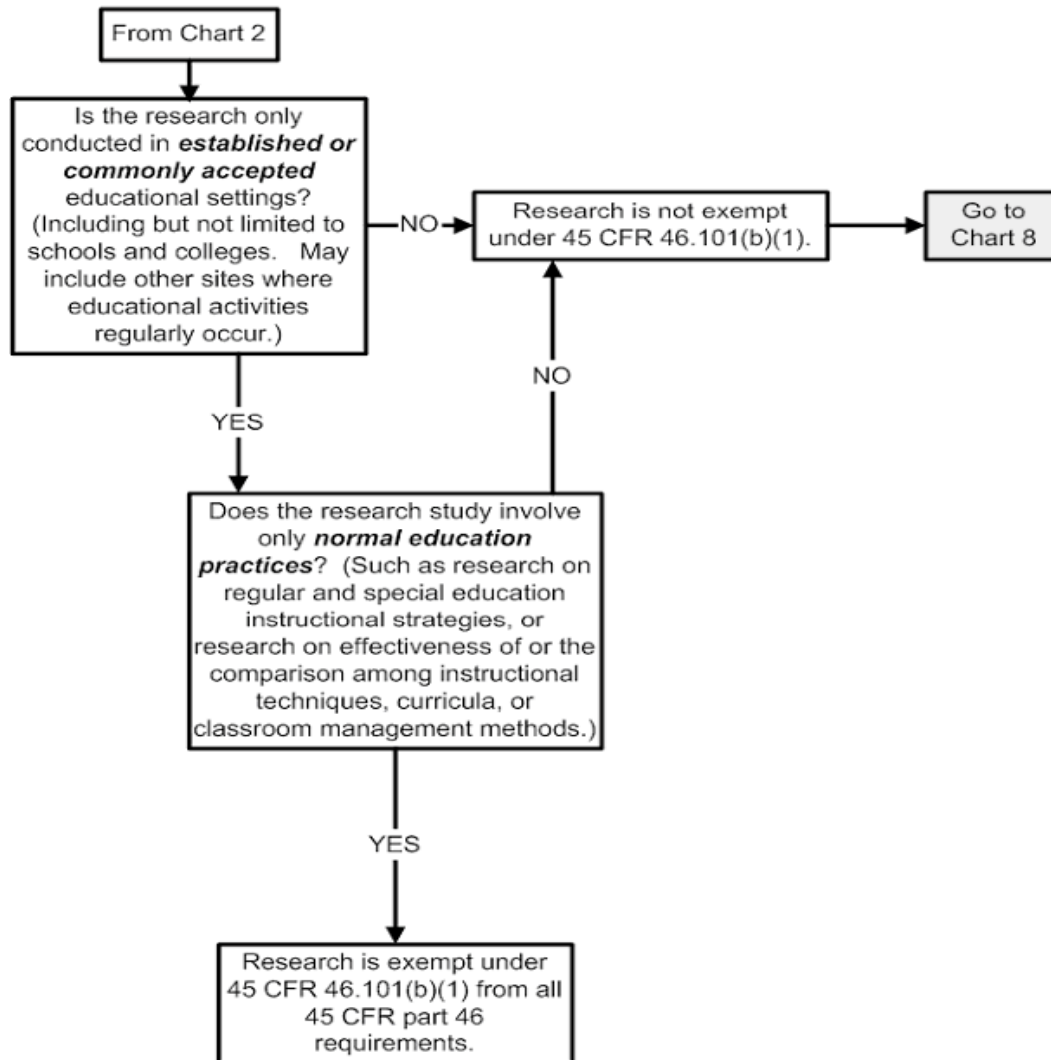 From Chart 2
Is the research only
conducted in established or
commonly accepted
educational settings?
(Including but not limited to
schools and colleges.   May
include other sites where
educational activities
regularly occur.)
NO
Research is not exempt
under 45 CFR 46.101(b)(1).
Go to
Chart 8
NO
YES
Does the research study involve
only normal education
practices?  (Such as research on
regular and special education
instructional strategies, or
research on effectiveness of or the
comparison among instructional
techniques, curricula, or
classroom management methods.)
YES
Research is exempt under
45 CFR 46.101(b)(1) from all
45 CFR part 46
requirements.